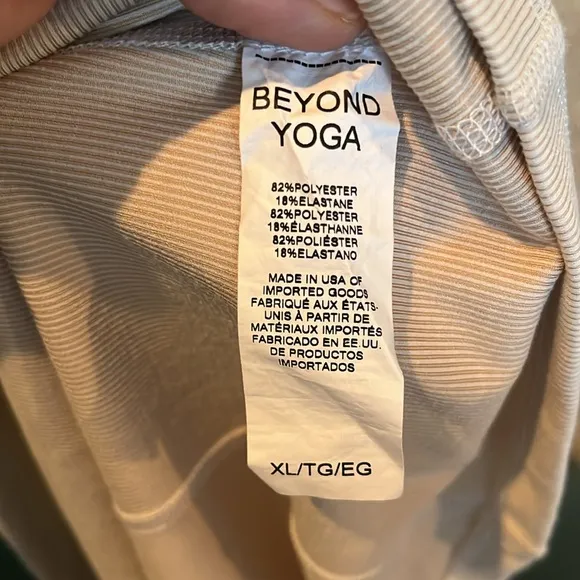 BEYOND
YOGA
82%POLYESTER
18%ELASTANE
82%POLYESTER
18%ÉLASTHANNE
82%POLIÉSTER
18%ELASTANO
MADE IN USA OF
IMPORTED GOODS
FABRIQUÉ AUX ÉTATS-
UNIS À PARTIR DE
MATÉRIAUX IMPORTÉS
FABRICADO EN EE.UU.
DE PRODUCTOS
IMPORTADOS
XL/TG/EG